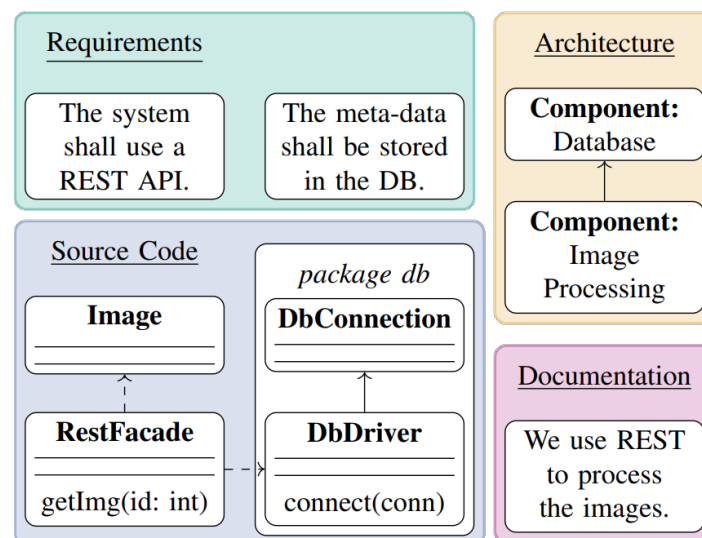 Requirements
The system
shall use a
REST API.
The meta-data
shall be stored
in the DB.
Architecture
Component:
Database
Component:
Image
Processing
Source Code
Image
RestFacade
getImg(id: int)
package db
DbConnection
DbDriver
connect(conn)
Documentation
We use REST
to process
the images.